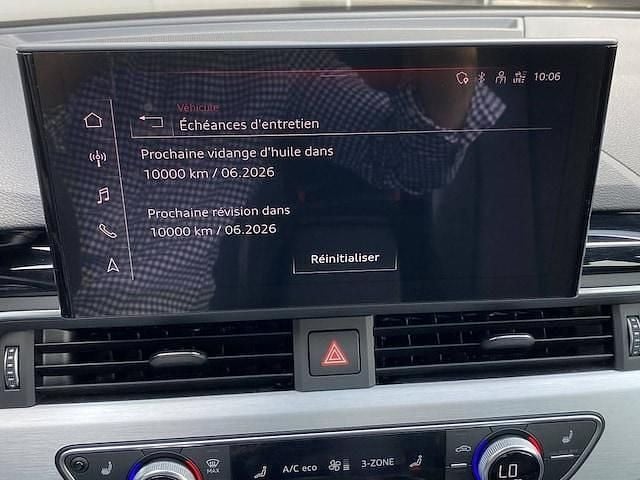 10:06
Véhicule
Échéances d'entretien
Prochaine vidange d'huile dans
10000 km / 06.2026
Prochaine révision dans
10000 km / 06.2026
Réinitialiser
MAX
A/C eco
3-ZONE
LO